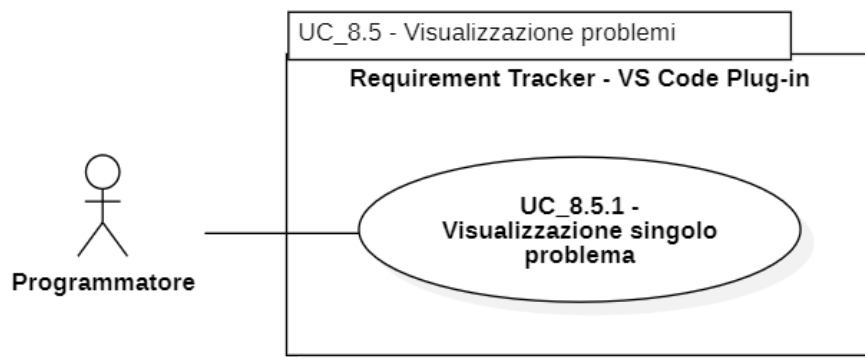 UC_8.5 - Visualizzazione problemi
Requirement Tracker - VS Code Plug-in
UC_8.5.1 -
Visualizzazione singolo
problema
Programmatore